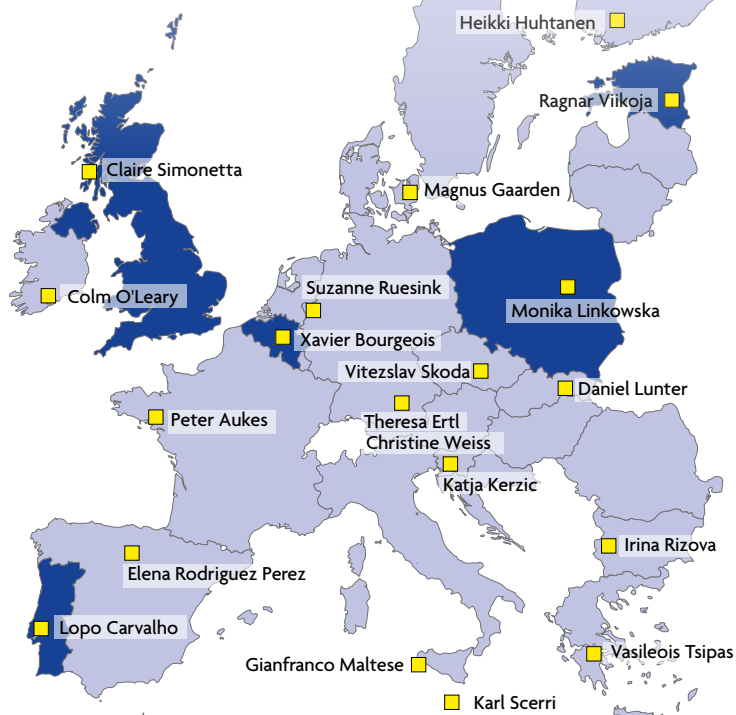 Heikki Huhtanen
Ragnar Viikoja
Claire Simonetta
Magnus Gaarden
Suzanne Ruesink
Colm O'Leary
Monika Linkowska
Xavier Bourgeois
Vitezslav Skoda
Daniel Lunter
Peter Aukes
Theresa Ertl
Christine Weiss
Katja Kerzic
Irina Rizova
Elena Rodriguez Perez
Lopo Carvalho
Vasileois Tsipas
Gianfranco Maltese
Karl Scerri